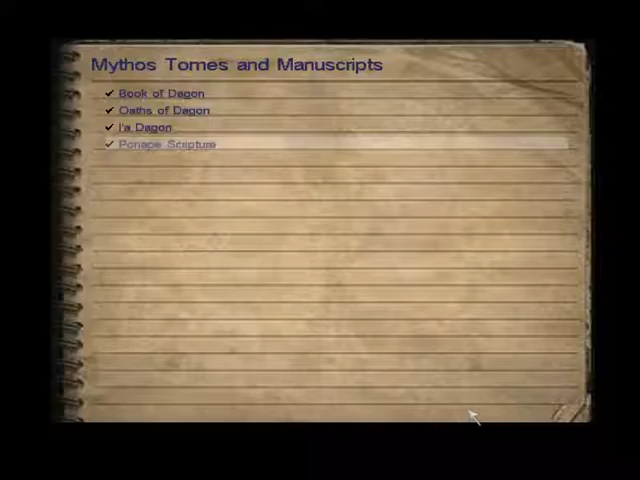 Mythos Tomes and Manuscripts
✔ Book of Dagon
✔ Oaths of Dagon
✔ I'a Dagon
✔ Ponape Scripture